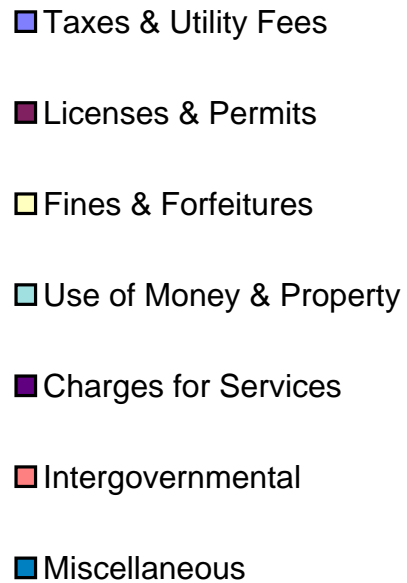 Taxes & Utility Fees
Licenses & Permits
Fines & Forfeitures
Use of Money & Property
Charges for Services
Intergovernmental
Miscellaneous